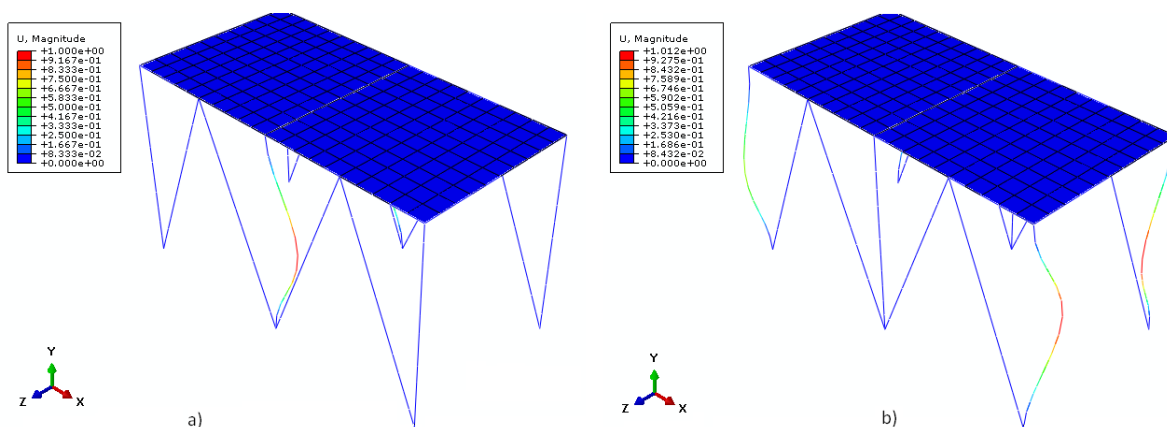 U, Magnitude
+1.000e+00
+9.167e-01
+8.333e-01
+7.500e-01
+6.667e-01
+5.833e-01
+5.000e-01
+4.167e-01
+3.333e-01
+2.500e-01
+1.667e-01
+8.333e-02
+0.000e+00
Y
Z
X
a)
U, Magnitude
+1.012e+00
+9.275e-01
+8.432e-01
+7.589e-01
+6.746e-01
+5.902e-01
+5.059e-01
+4.216e-01
+3.373e-01
+2.530e-01
+1.686e-01
+8.432e-02
+0.000e+00
Y
Z
X
b)